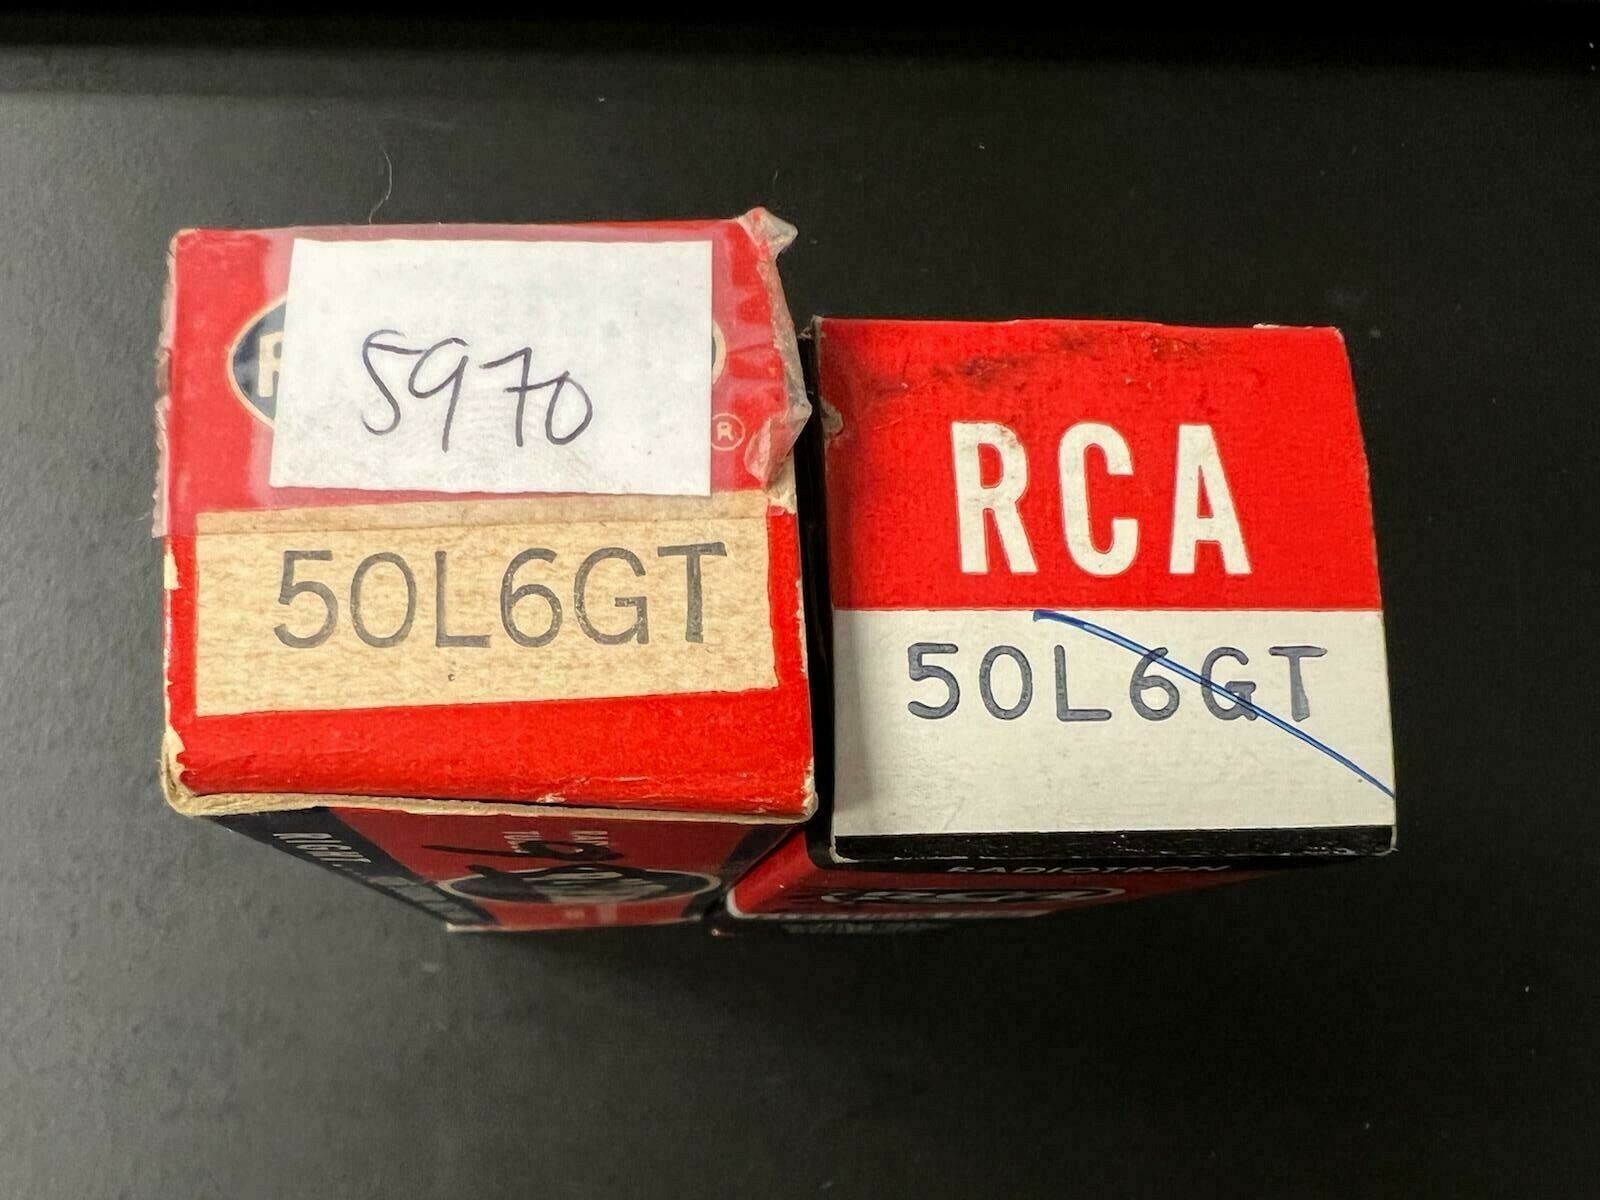 5970
R
®
50L6GT
RCA
50L6GT
RADIOTRON